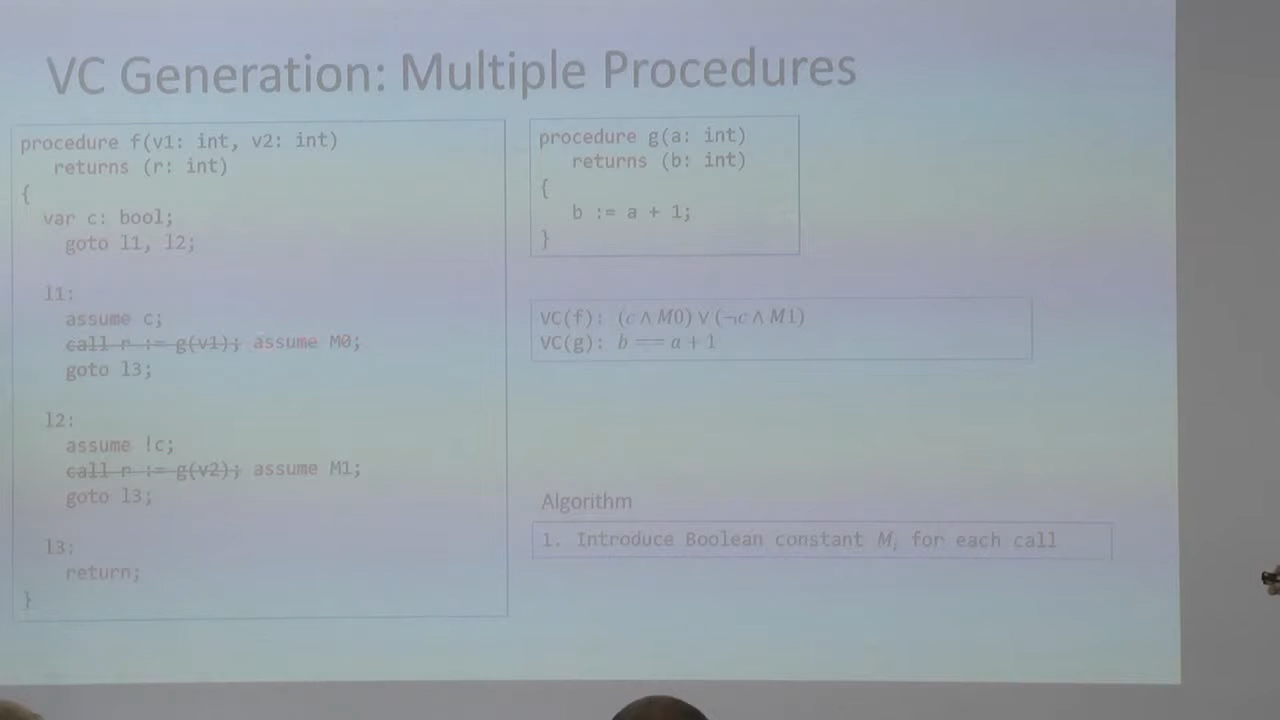 VC Generation: Multiple Procedures
procedure f(v1: int, v2: int)
returns (r: int)
{
var c: bool;
goto l1, l2;
l1:
assume c;
call r := g(v1); assume M0;
goto l3;
l2:
assume !c;
call r := g(v2); assume M1;
goto l3;
l3:
return;
}
procedure g(a: int)
returns (b: int)
{
b := a + 1;
}
VC(f): (c ∧ M0) ∨ (¬c ∧ M1)
VC(g): b == a + 1
Algorithm
1. Introduce Boolean constant Mᵢ for each call